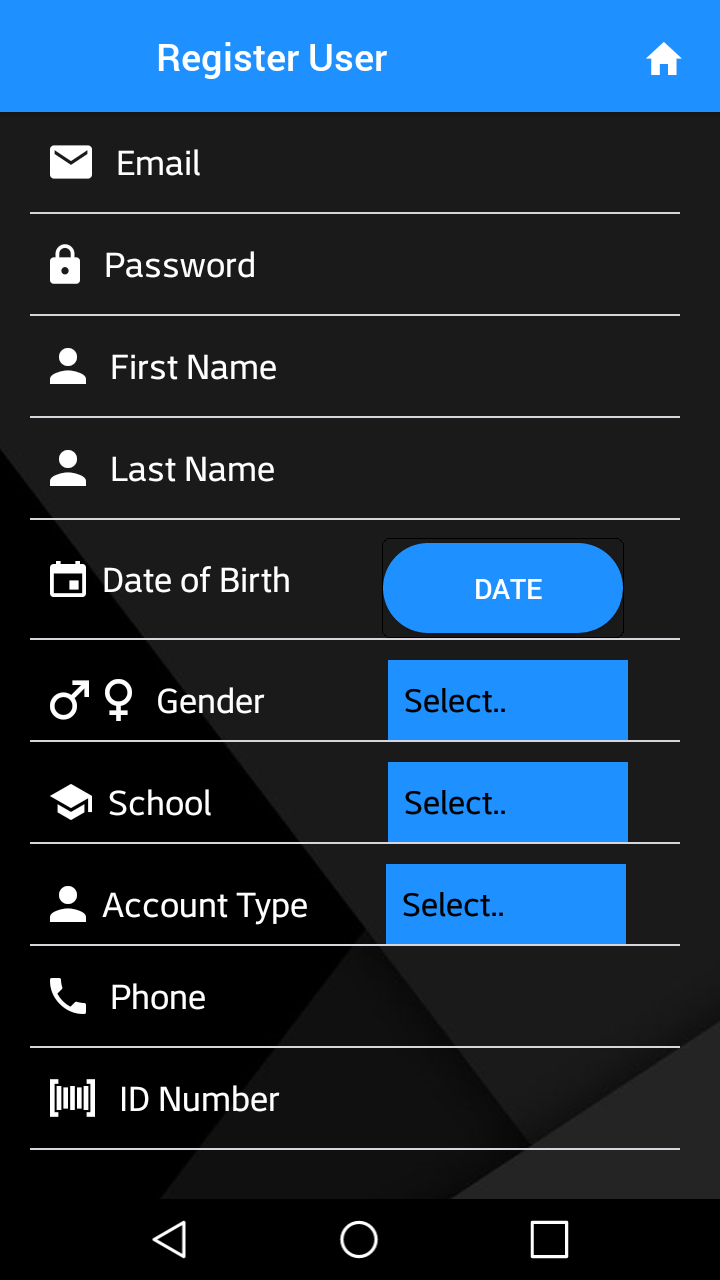 Register User
Email
Password
First Name
Last Name
Date of Birth DATE
Gender Select..
School Select..
Account Type Select..
Phone
ID Number